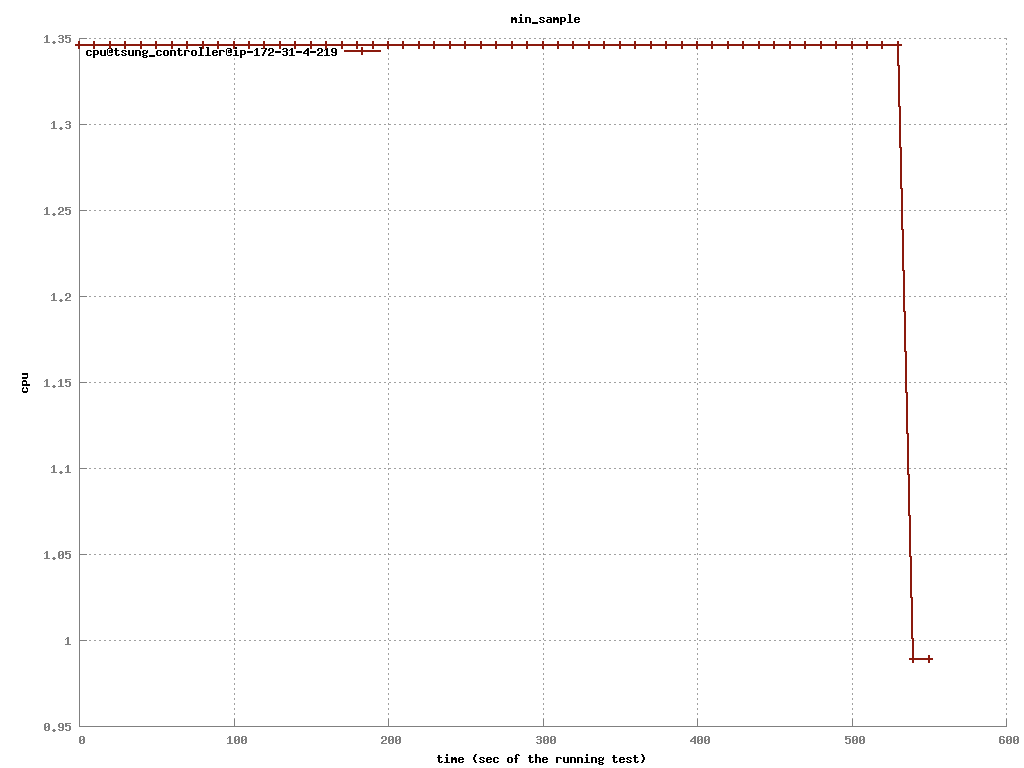 min_sample
1.35
cpu@tsung_controller@ip-172-31-4-219
1.3
1.25
1.2
cpu
1.15
1.1
1.05
1
0.95
0 100 200 300 400 500 600
time (sec of the running test)